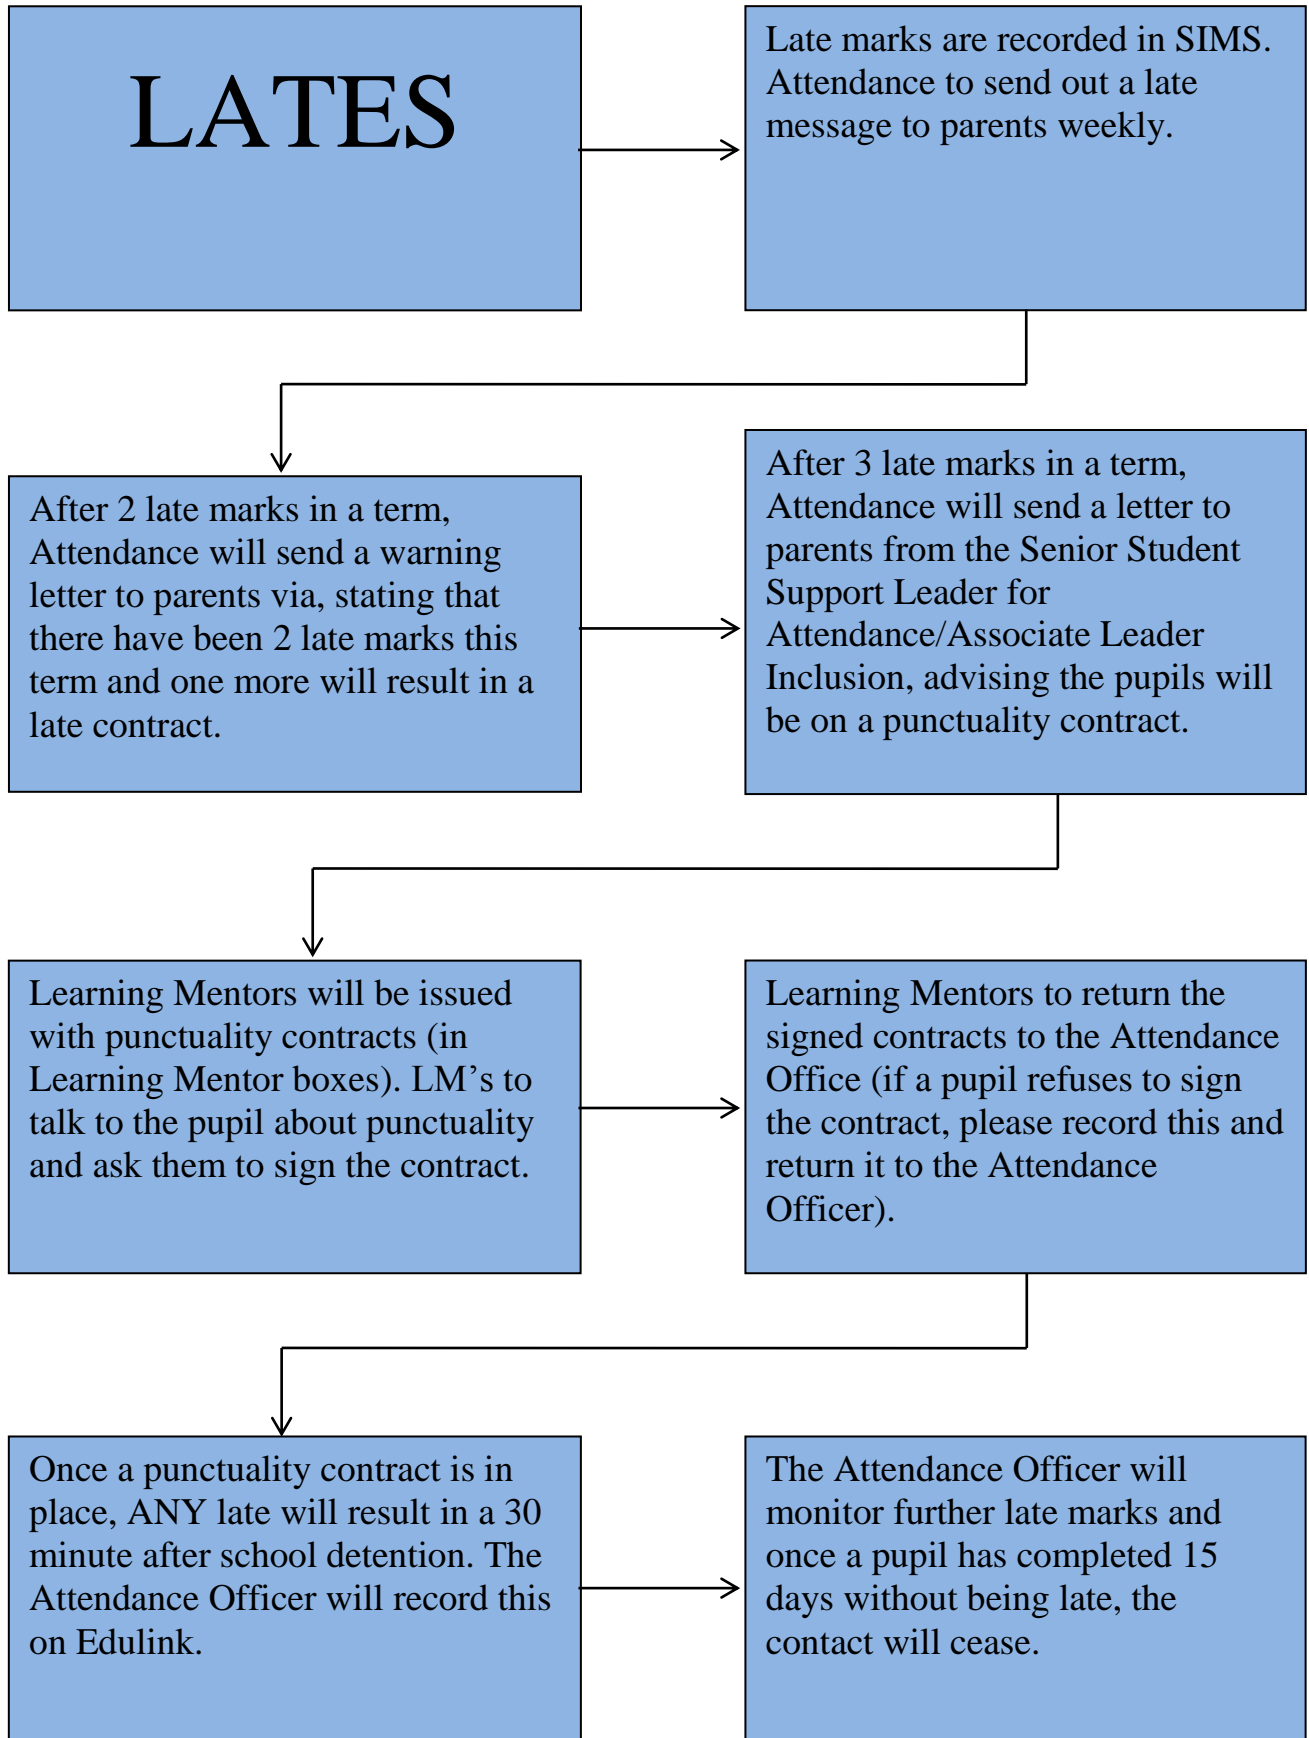 LATES
Late marks are recorded in SIMS.
Attendance to send out a late
message to parents weekly.
After 2 late marks in a term,
Attendance will send a warning
letter to parents via, stating that
there have been 2 late marks this
term and one more will result in a
late contract.
After 3 late marks in a term,
Attendance will send a letter to
parents from the Senior Student
Support Leader for
Attendance/Associate Leader
Inclusion, advising the pupils will
be on a punctuality contract.
Learning Mentors will be issued
with punctuality contracts (in
Learning Mentor boxes). LM’s to
talk to the pupil about punctuality
and ask them to sign the contract.
Learning Mentors to return the
signed contracts to the Attendance
Office (if a pupil refuses to sign
the contract, please record this and
return it to the Attendance
Officer).
Once a punctuality contract is in
place, ANY late will result in a 30
minute after school detention. The
Attendance Officer will record this
on Edulink.
The Attendance Officer will
monitor further late marks and
once a pupil has completed 15
days without being late, the
contact will cease.